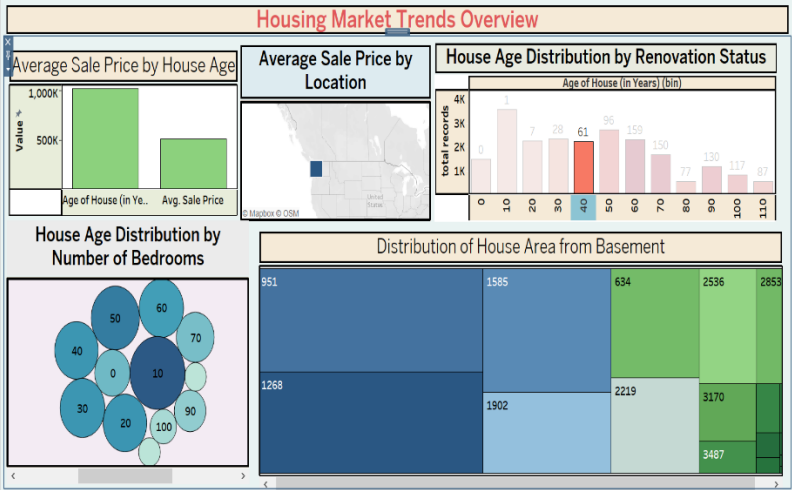 Housing Market Trends Overview
Average Sale Price by House Age
1,000K
500K
Value
Age of House (in Ye..
Avg. Sale Price
Average Sale Price by
Location
United
States
© Mapbox © OSM
House Age Distribution by Renovation Status
Age of House (in Years) (bin)
total records
4K
3K
2K
1K
0 1 7 28 61 96 159 150 77 130 117 87
0 10 20 30 40 50 60 70 80 90 100 110
House Age Distribution by
Number of Bedrooms
50
60
70
40
0
10
30
20
90
100
Distribution of House Area from Basement
951
1585
634
2536
2853
1268
1902
2219
3170
3487